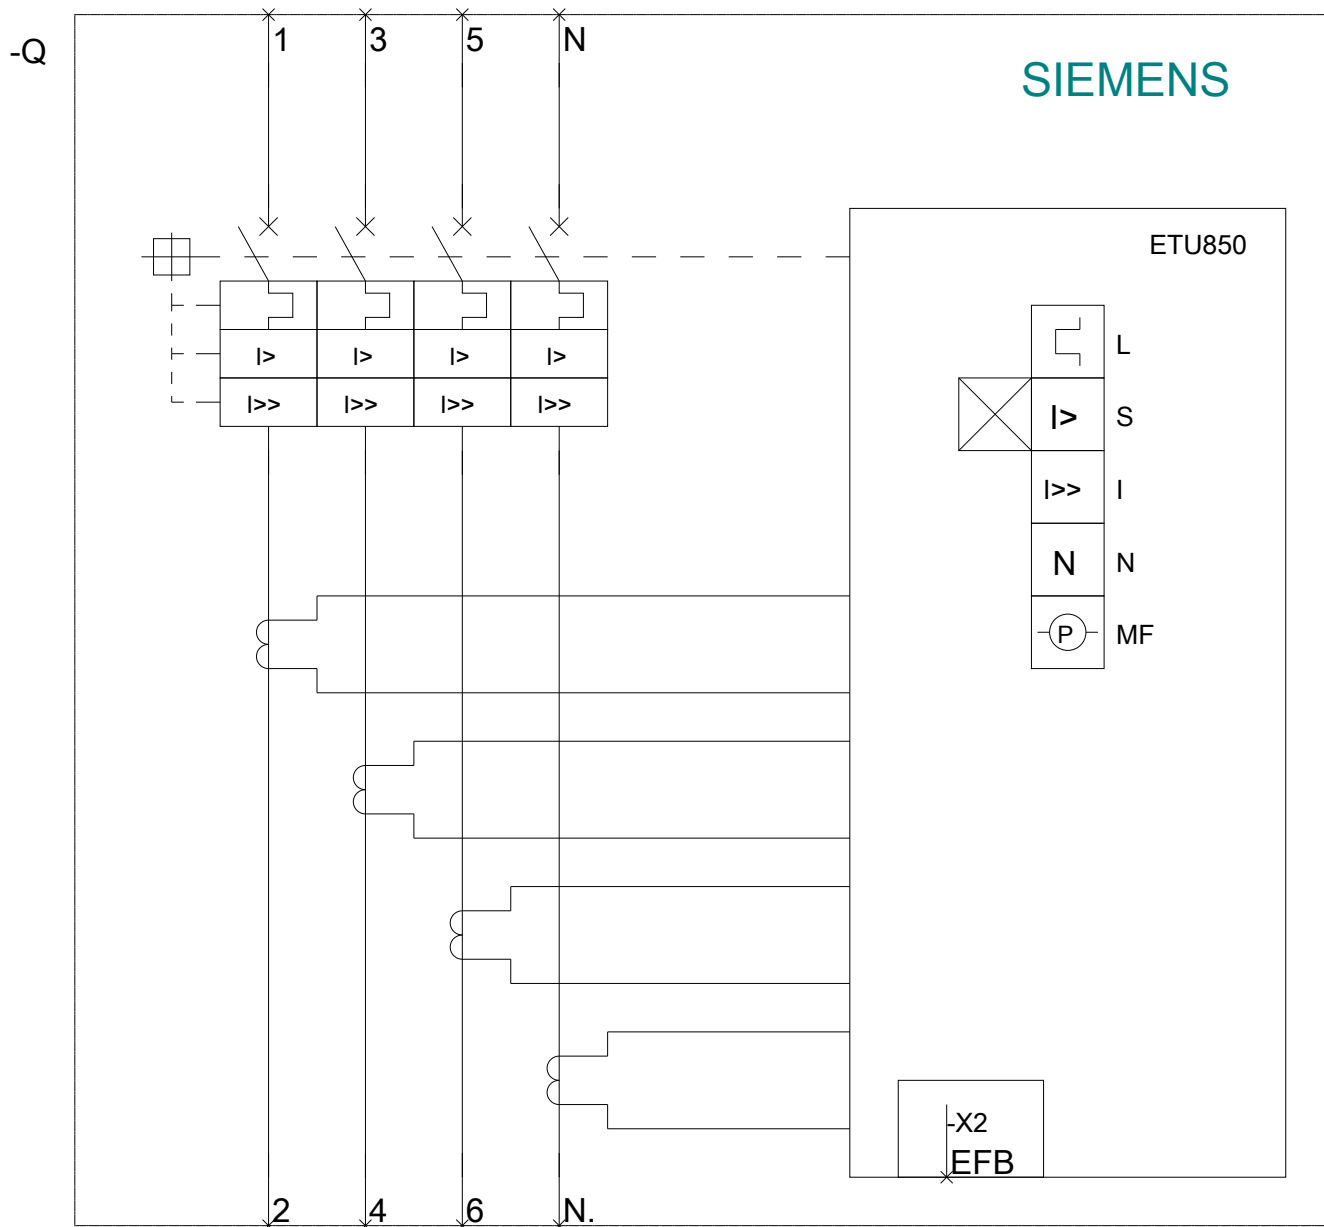 1 3 5 N
-Q
SIEMENS
ETU850
L
I> I> I> I>
I>> I>> I>> I>>
I> S
I>> I
N N
P MF
-X2
EFB
2 4 6 N.